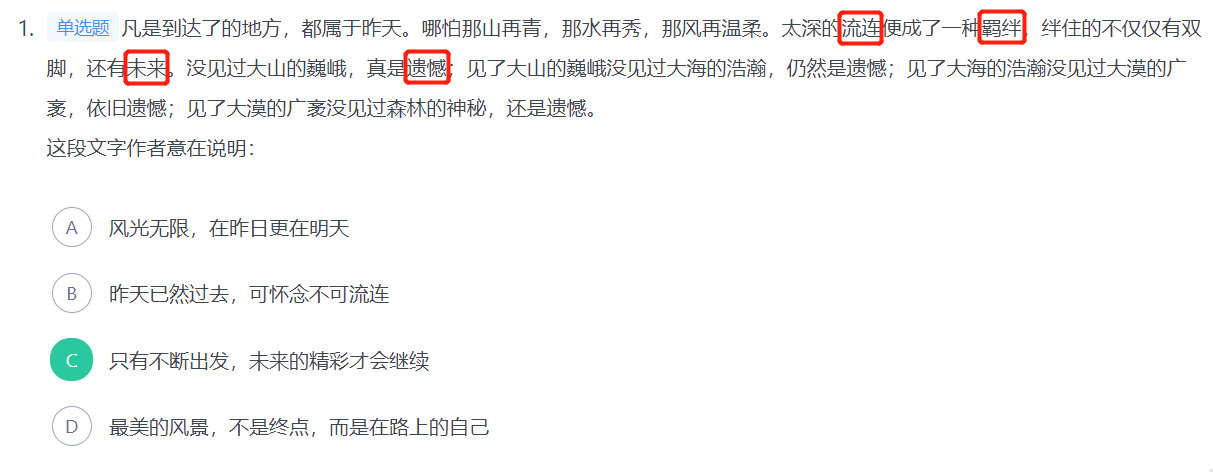 1. 单选题 凡是到达了的地方，都属于昨天。哪怕那山再青，那水再秀，那风再温柔。太深的流连便成了一种羁绊，绊住的不仅仅有双
脚，还有未来。没见过大山的巍峨，真是遗憾；见了大山的巍峨没见过大海的浩瀚，仍然是遗憾；见了大海的浩瀚没见过大漠的广
袤，依旧遗憾；见了大漠的广袤没见过森林的神秘，还是遗憾。
这段文字作者意在说明：
A 风光无限，在昨日更在明天
B 昨天已然过去，可怀念不可流连
C 只有不断出发，未来的精彩才会继续
D 最美的风景，不是终点，而是在路上的自己